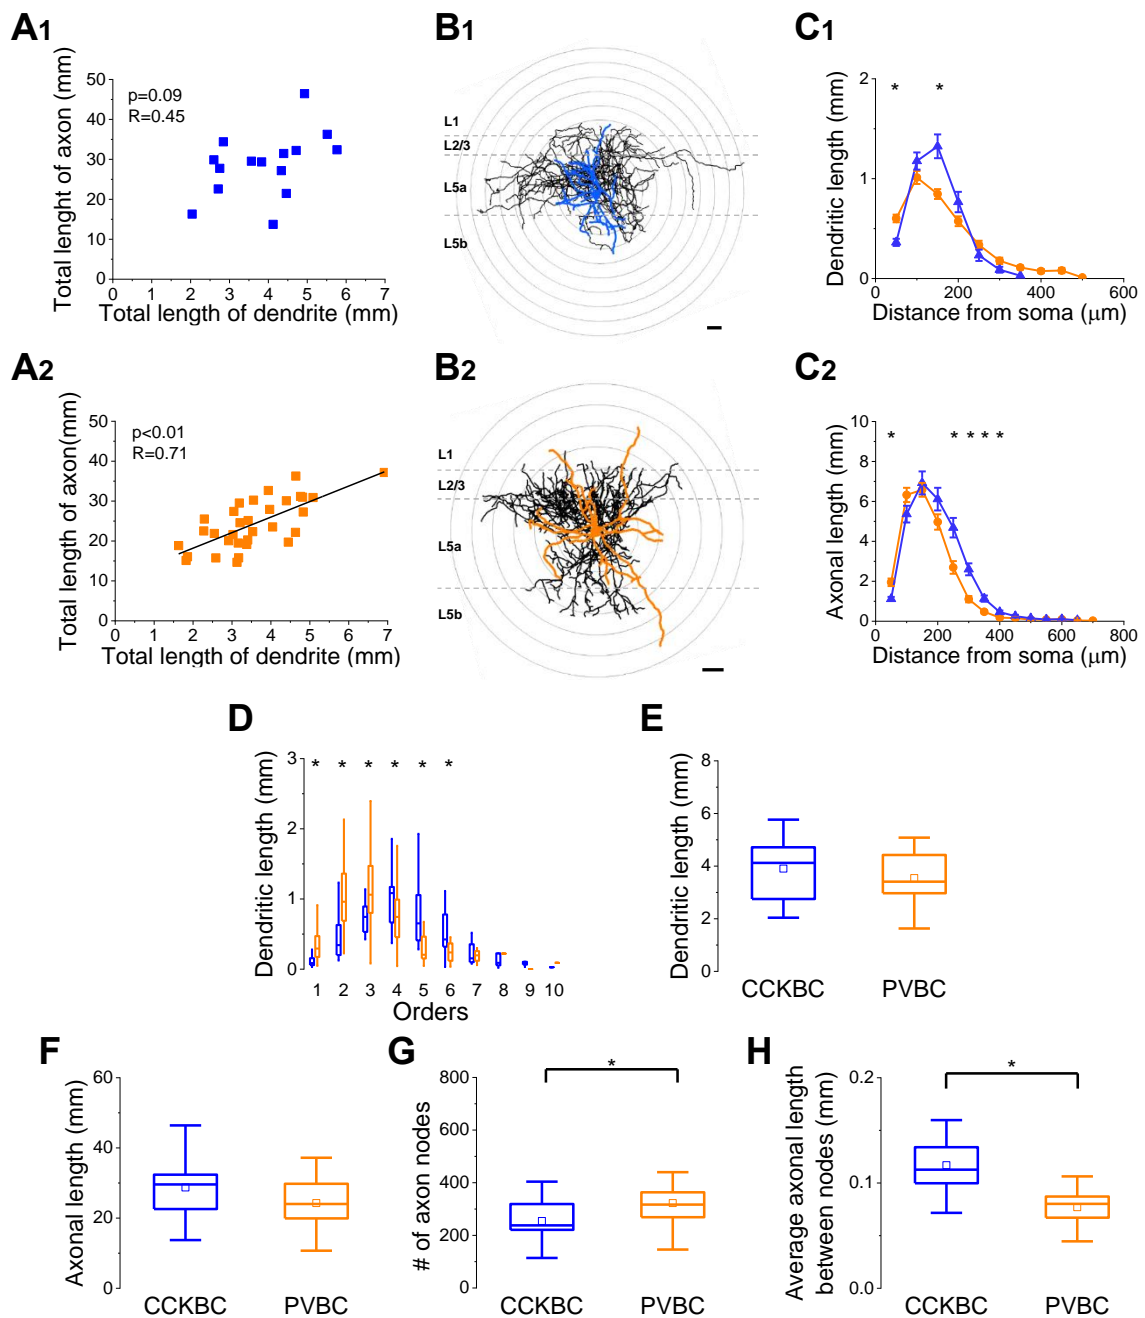 A1
B1
C1
Total lenght of axon (mm)
50
40
30
20
10
0
p=0.09
R=0.45
0 1 2 3 4 5 6 7
Total length of dendrite (mm)
L1
L2/3
L5a
L5b
Dendritic length (mm)
2
1
0
* *
0 200 400 600
Distance from soma (μm)
A2
B2
C2
Total length of axon(mm)
50
40
30
20
10
0
p<0.01
R=0.71
0 1 2 3 4 5 6 7
Total length of dendrite (mm)
L1
L2/3
L5a
L5b
Axonal length (mm)
10
8
6
4
2
0
* * * * *
0 200 400 600 800
Distance from soma (μm)
D
Dendritic length (mm)
3
2
1
0
* * * * * *
1 2 3 4 5 6 7 8 9 10
Orders
E
Dendritic length (mm)
8
6
4
2
0
CCKBC PVBC
F
Axonal length (mm)
60
40
20
0
CCKBC PVBC
G
# of axon nodes
800
600
400
200
0
*
CCKBC PVBC
H
Average axonal length
between nodes (mm)
0.2
0.1
0.0
*
CCKBC PVBC